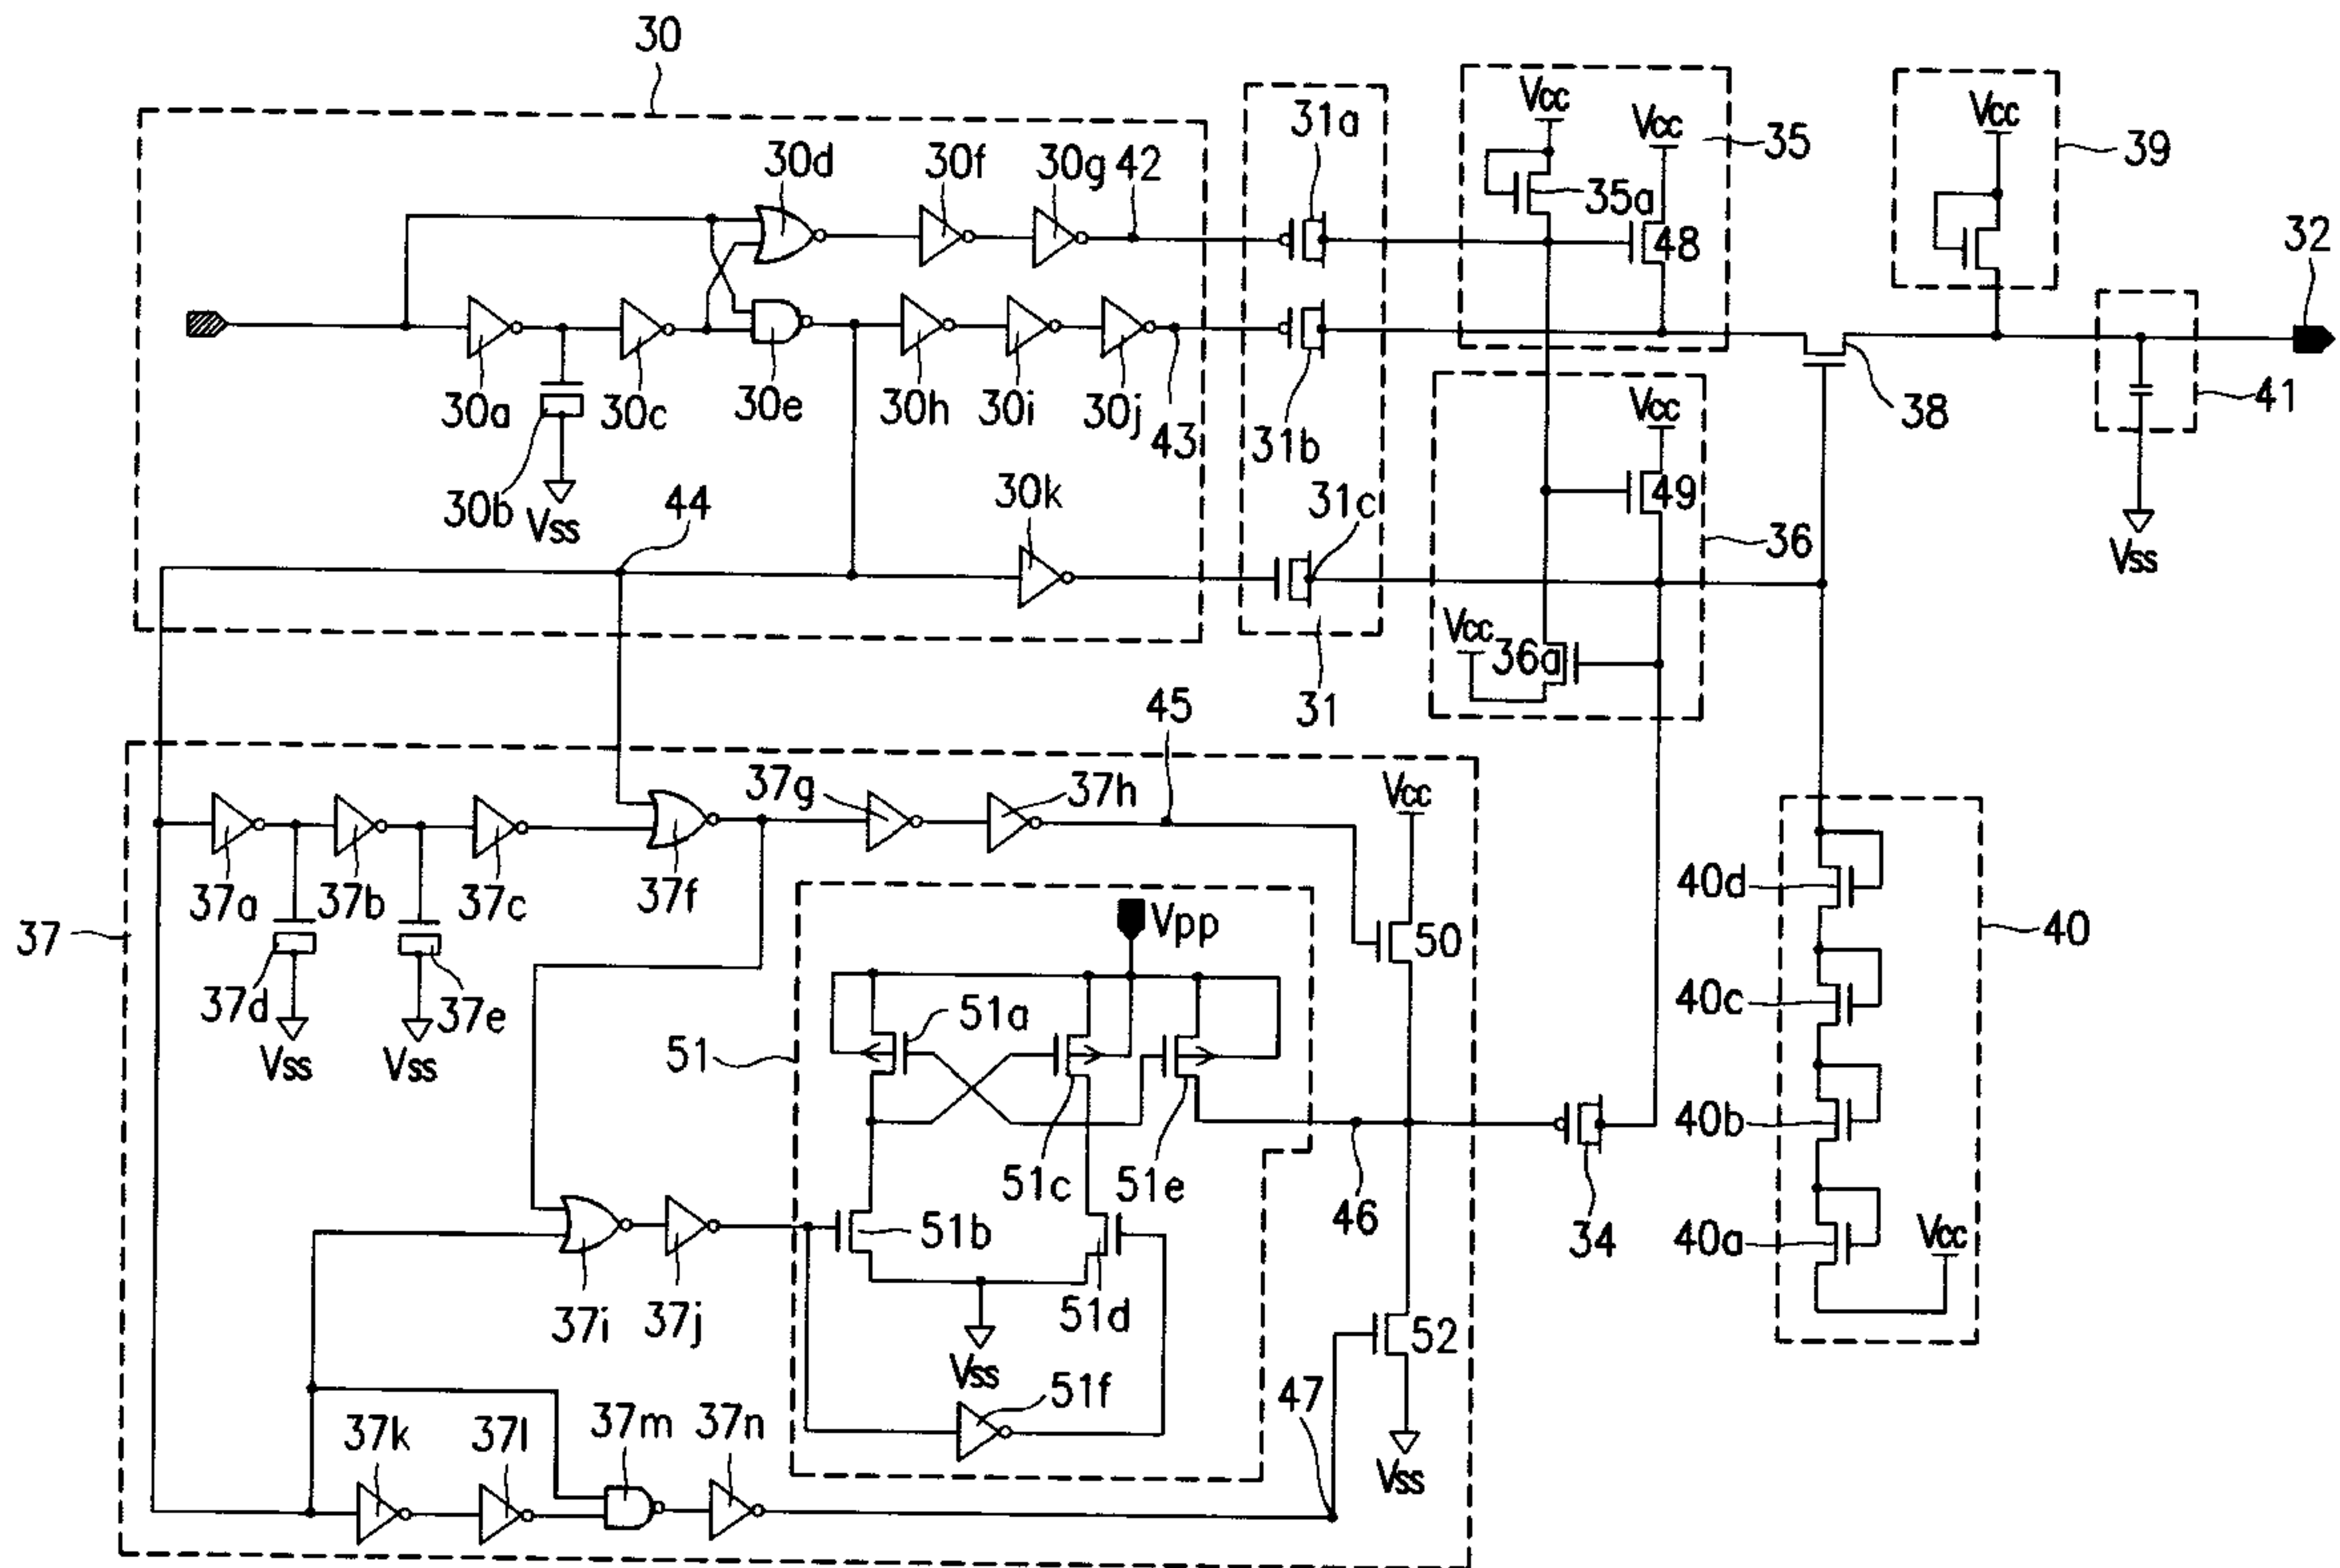 30
31a
Vcc
Vcc
35
Vcc
39
30d
30f
30g
42
35a
48
32
30a
30c
30e
30h
30i
30j
43
31b
Vcc
38
41
30b
Vss
44
30k
31c
49
36
Vss
Vcc
36a
31
45
37g
37h
Vcc
37a
37b
37c
37f
40d
37
Vpp
50
40
37d
37e
51a
40c
Vss
Vss
51
51c
51e
46
40b
34
51b
40a
Vcc
37i
37j
51d
52
Vss
51f
47
37k
37l
37m
37n
Vss